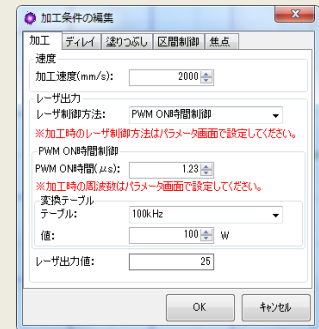 加工条件の編集
加工 ディレイ 塗りつぶし 区間制御 焦点
速度
加工速度(mm/s): 2000
レーザ出力
レーザ制御方法: PWM ON時間制御
※加工時のレーザ制御方法はパラメータ画面で設定してください。
PWM ON時間制御
PWM ON時間(μs): 1.23
※加工時の周波数はパラメータ画面で設定してください。
変換テーブル
テーブル: 100kHz
値: 100 W
レーザ出力値: 25
OK キャンセル